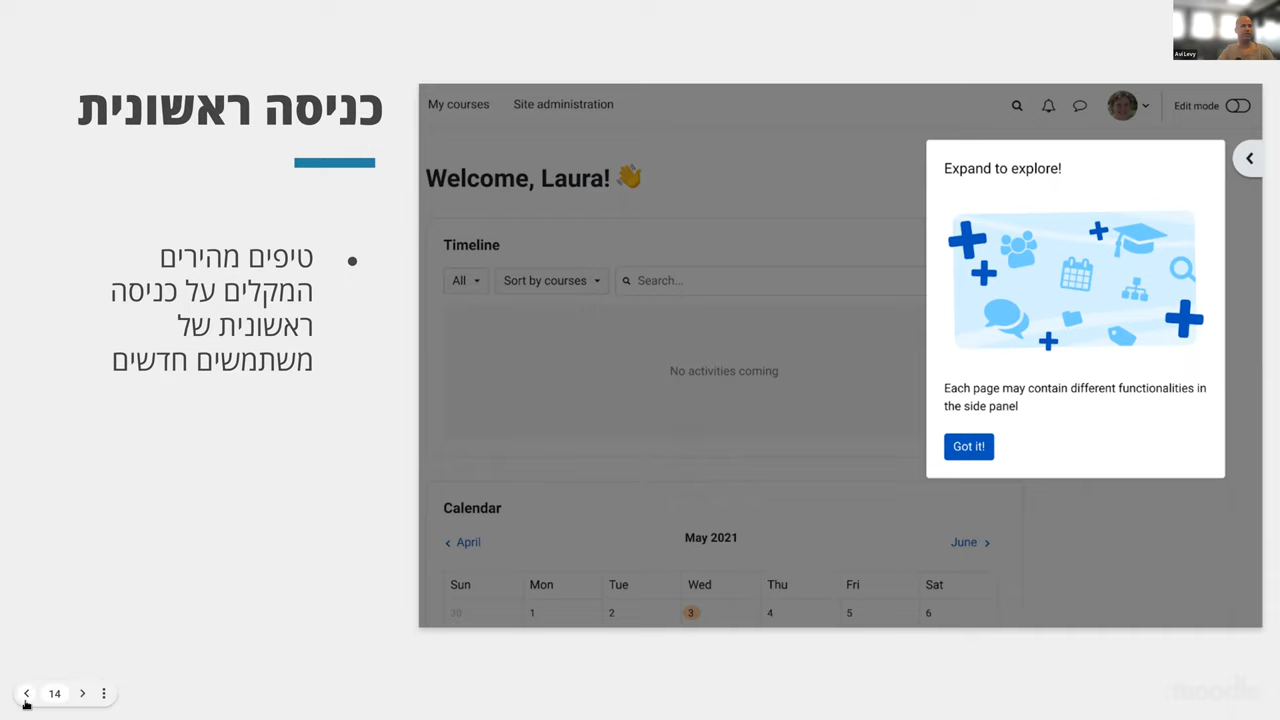 Avi Levy
כניסה ראשונית
טיפים מהירים
המקלים על כניסה
ראשונית של
משתמשים חדשים
My courses Site administration Edit mode
Welcome, Laura! 👋
Timeline
All Sort by courses Search...
No activities coming
Expand to explore!
Each page may contain different functionalities in
the side panel
Got it!
Calendar
April May 2021 June
Sun Mon Tue Wed Thu Fri Sat
30 1 2 3 4 5 6
14
moodle